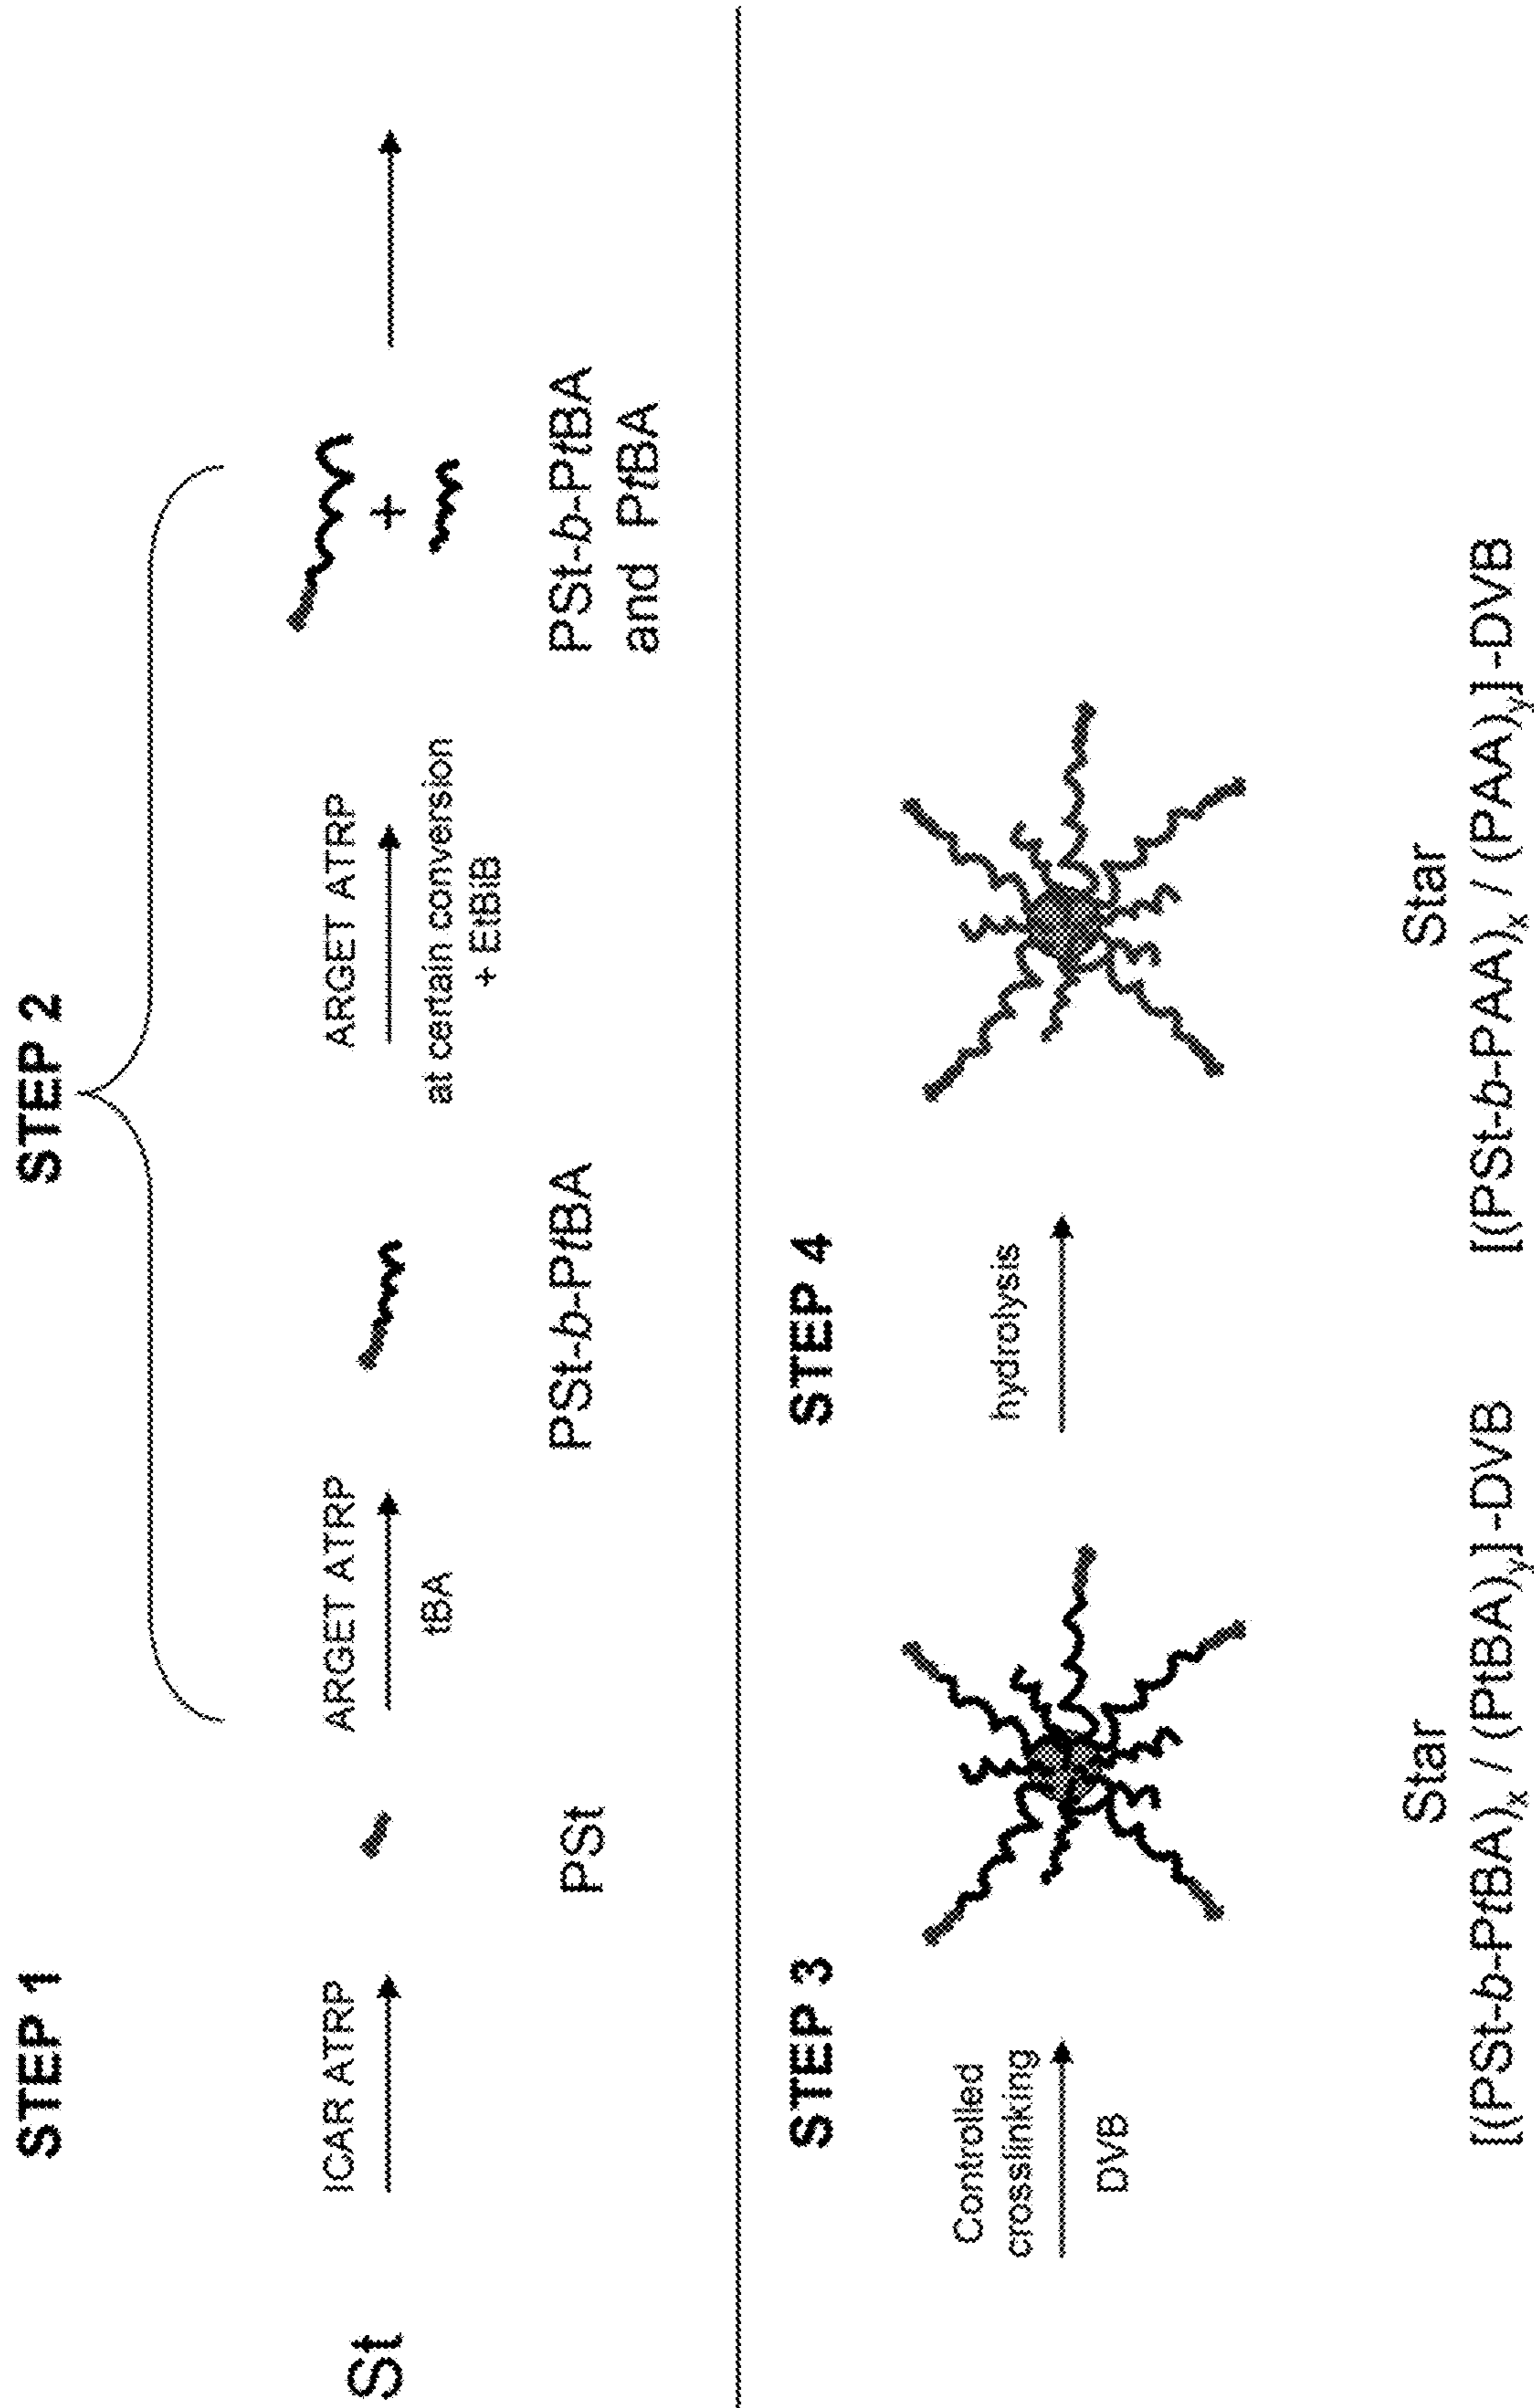 STEP 1
STEP 2
St
ICAR ATRP
PSt
ARGET ATRP
tBA
PSt-b-PtBA
ARGET ATRP
at certain conversion
+ EtBiB
+
PSt-b-PtBA
and PtBA
STEP 3
STEP 4
Controlled
crosslinking
DVB
Star
[(PSt-b-PtBA)x / (PtBA)y] -DVB
hydrolysis
Star
[(PSt-b-PAA)x / (PAA)y] -DVB